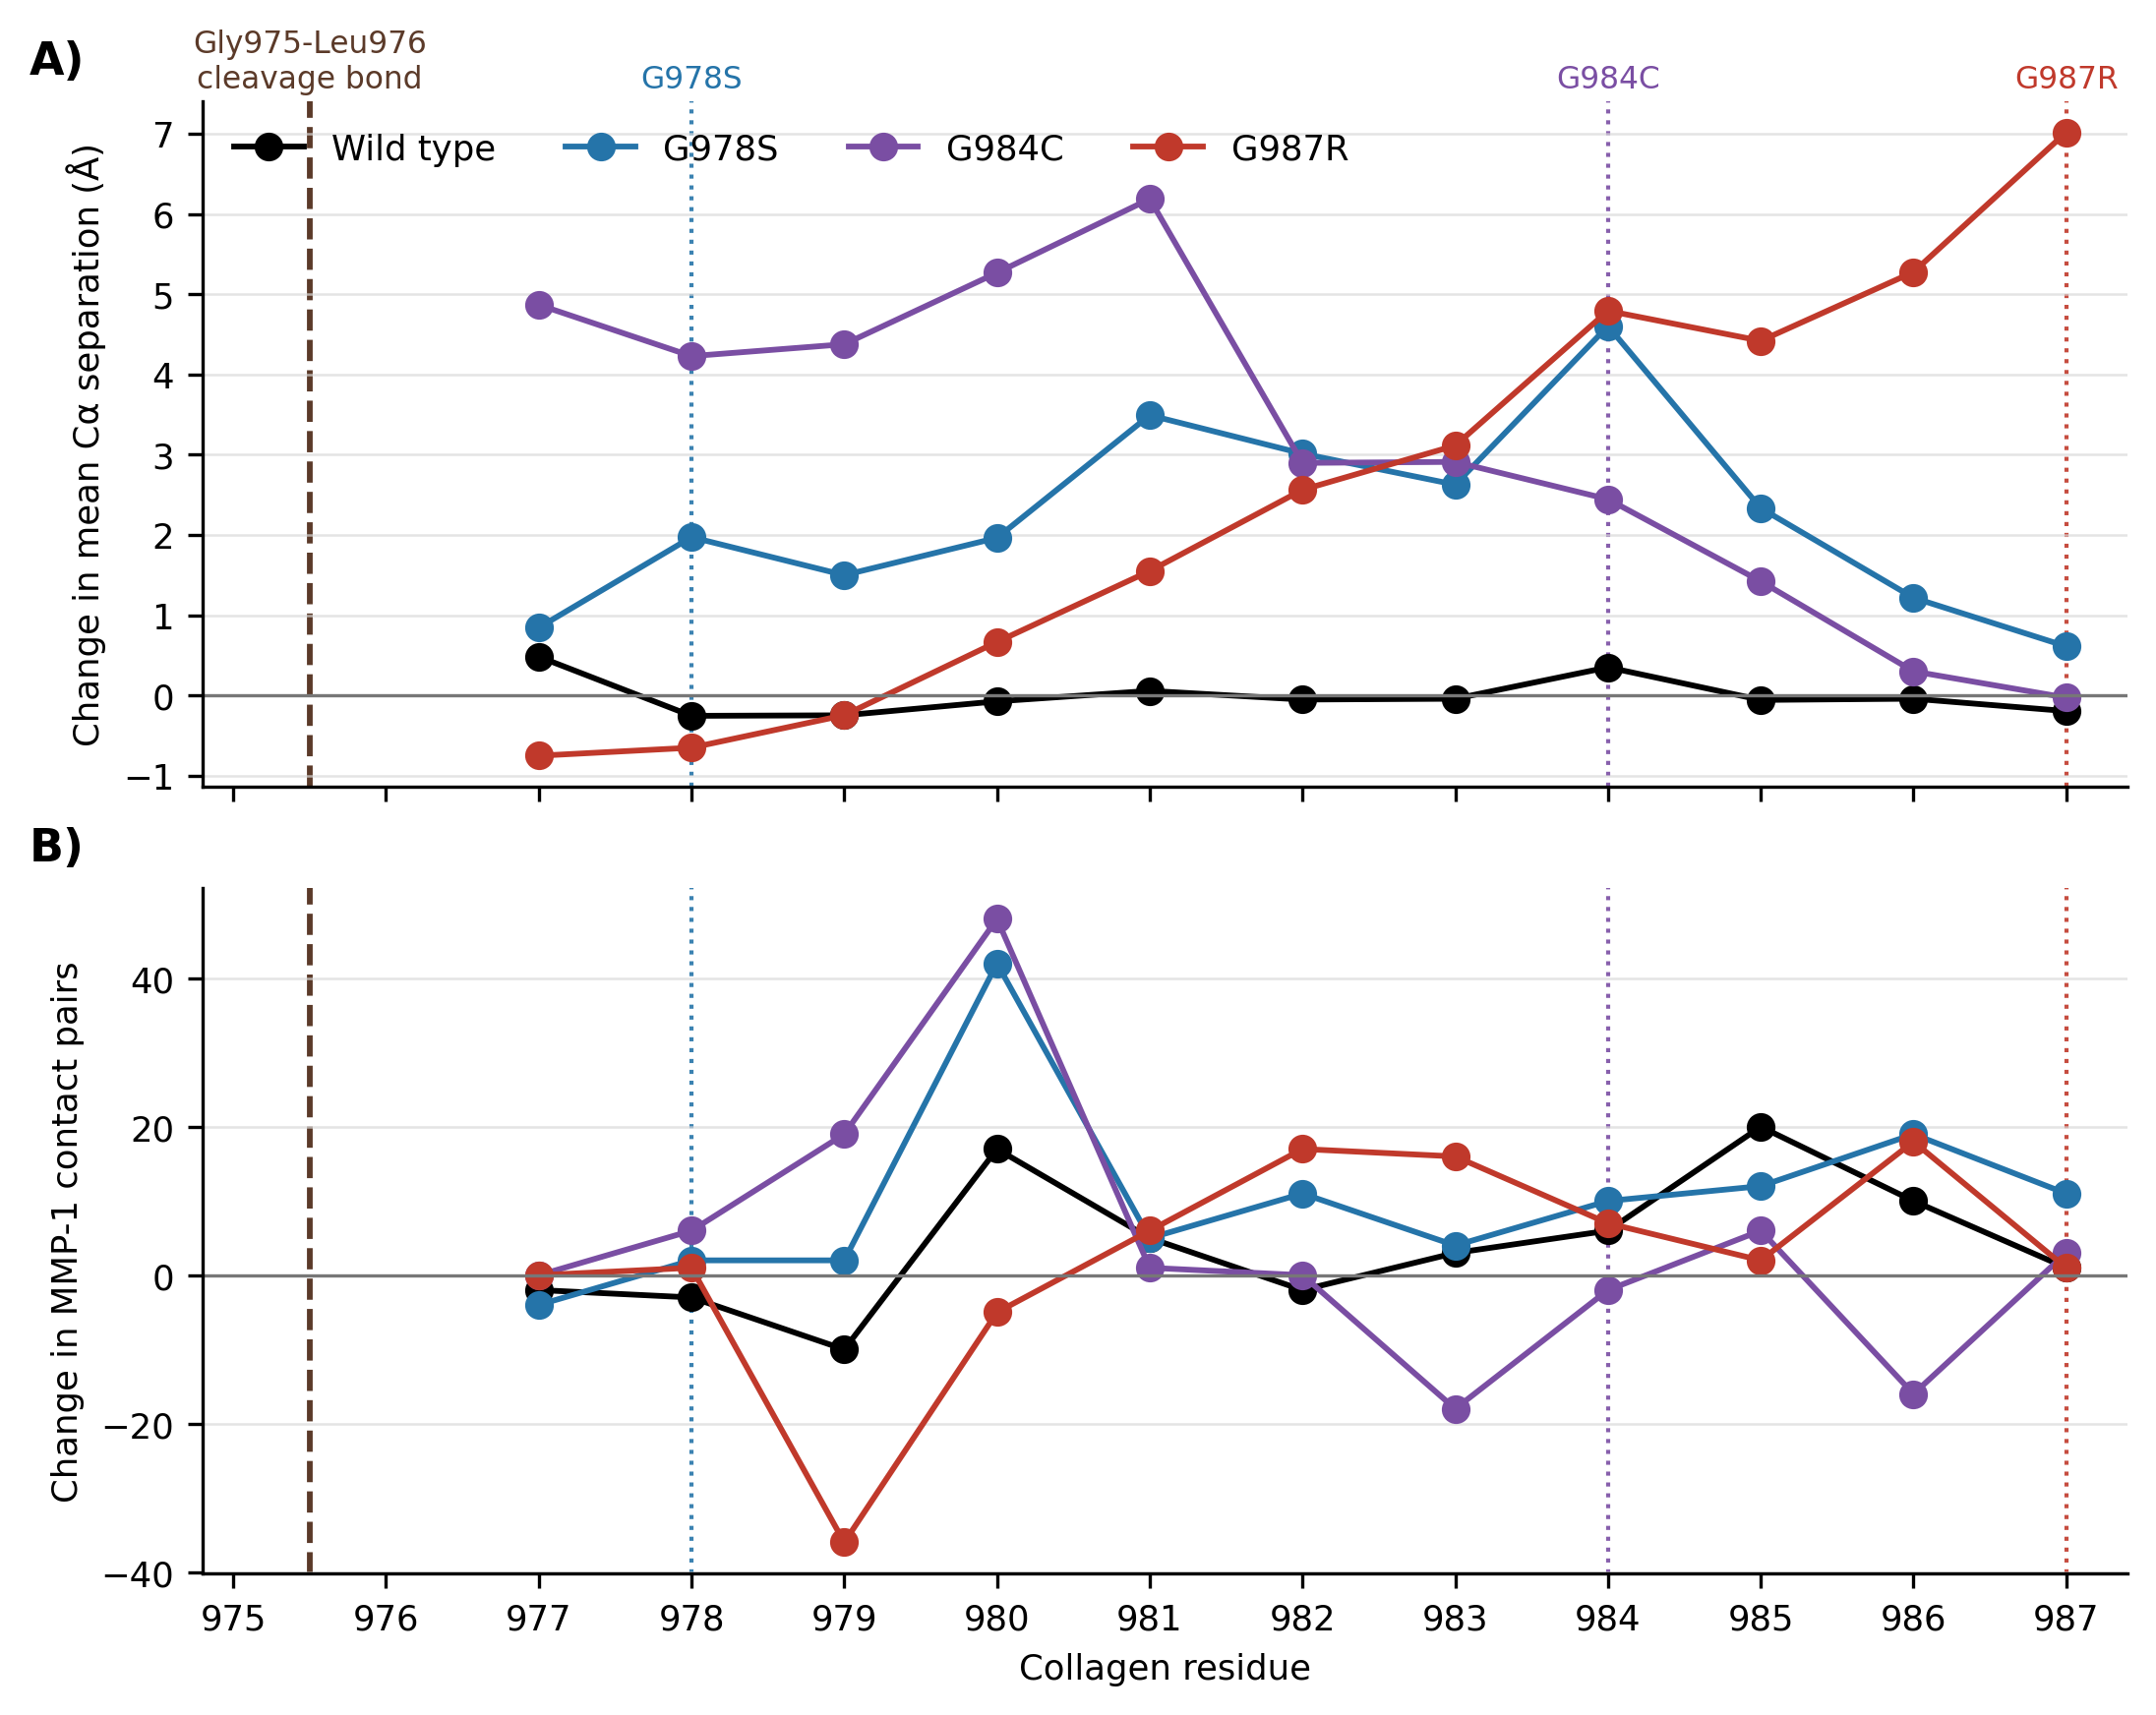 A)
Gly975-Leu976
cleavage bond
G978S
G984C
G987R
Wild type
G978S
G984C
G987R
Change in mean Cα separation (Å)
7
6
5
4
3
2
1
0
−1
B)
Change in MMP-1 contact pairs
40
20
0
−20
−40
975 976 977 978 979 980 981 982 983 984 985 986 987
Collagen residue